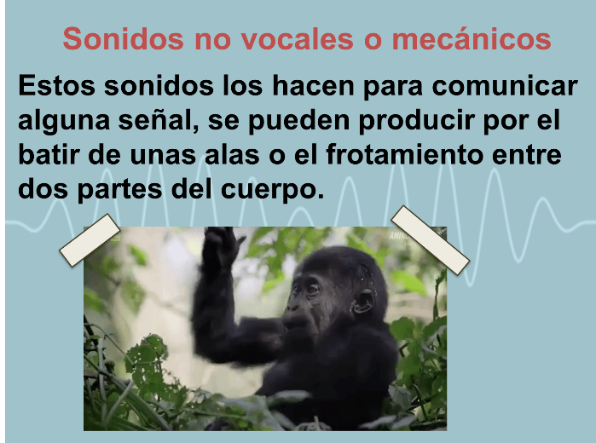 Sonidos no vocales o mecánicos
Estos sonidos los hacen para comunicar
alguna señal, se pueden producir por el
batir de unas alas o el frotamiento entre
dos partes del cuerpo.